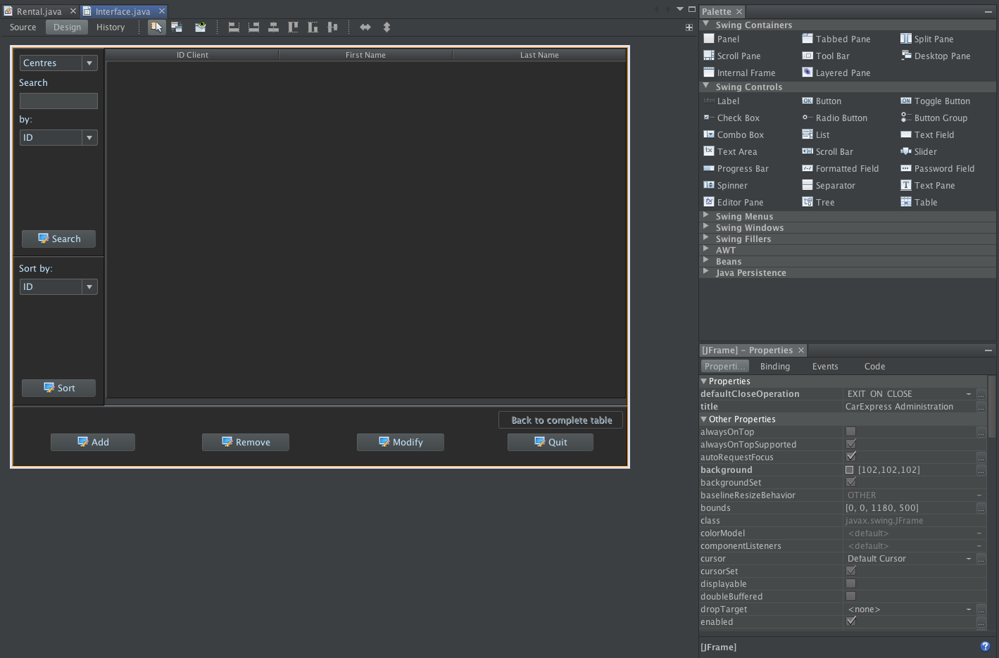 Rental.java Interface.java
Source Design History
Centres
Search
by:
ID
Search
Sort by:
ID
Sort
ID Client First Name Last Name
Back to complete table
Add Remove Modify Quit
Palette
Swing Containers
Panel Tabbed Pane Split Pane
Scroll Pane Tool Bar Desktop Pane
Internal Frame Layered Pane
Swing Controls
Label Button Toggle Button
Check Box Radio Button Button Group
Combo Box List Text Field
Text Area Scroll Bar Slider
Progress Bar Formatted Field Password Field
Spinner Separator Text Pane
Editor Pane Tree Table
Swing Menus
Swing Windows
Swing Fillers
AWT
Beans
Java Persistence
[JFrame] - Properties
Properti... Binding Events Code
Properties
defaultCloseOperation EXIT_ON_CLOSE ...
title CarExpress Administration ...
Other Properties
alwaysOnTop ...
alwaysOnTopSupported
autoRequestFocus ...
background [102,102,102] ...
backgroundSet
baselineResizeBehavior OTHER
bounds [0, 0, 1180, 500] ...
class javax.swing.JFrame
colorModel <default>
componentListeners <default>
cursor Default Cursor ...
cursorSet
displayable
doubleBuffered
dropTarget <none> ...
enabled ...
[JFrame]